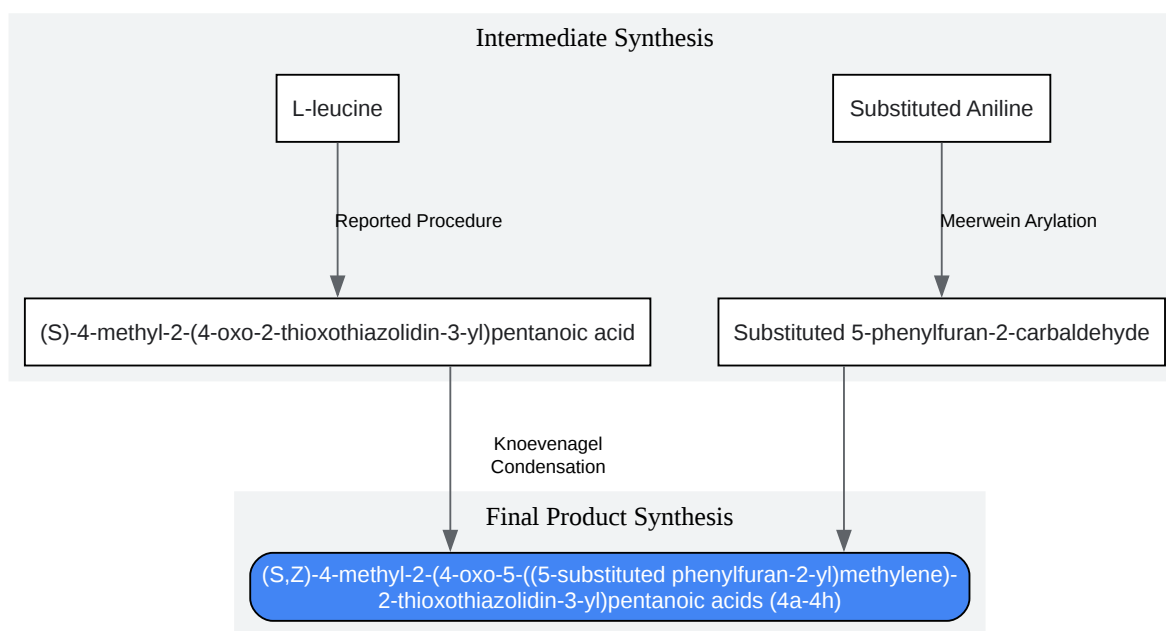 Intermediate Synthesis
L-leucine
Substituted Aniline
Reported Procedure
Meerwein Arylation
(S)-4-methyl-2-(4-oxo-2-thioxothiazolidin-3-yl)pentanoic acid
Substituted 5-phenylfuran-2-carbaldehyde
Knoevenagel
Condensation
Final Product Synthesis
(S,Z)-4-methyl-2-(4-oxo-5-((5-substituted phenylfuran-2-yl)methylene)-
2-thioxothiazolidin-3-yl)pentanoic acids (4a-4h)